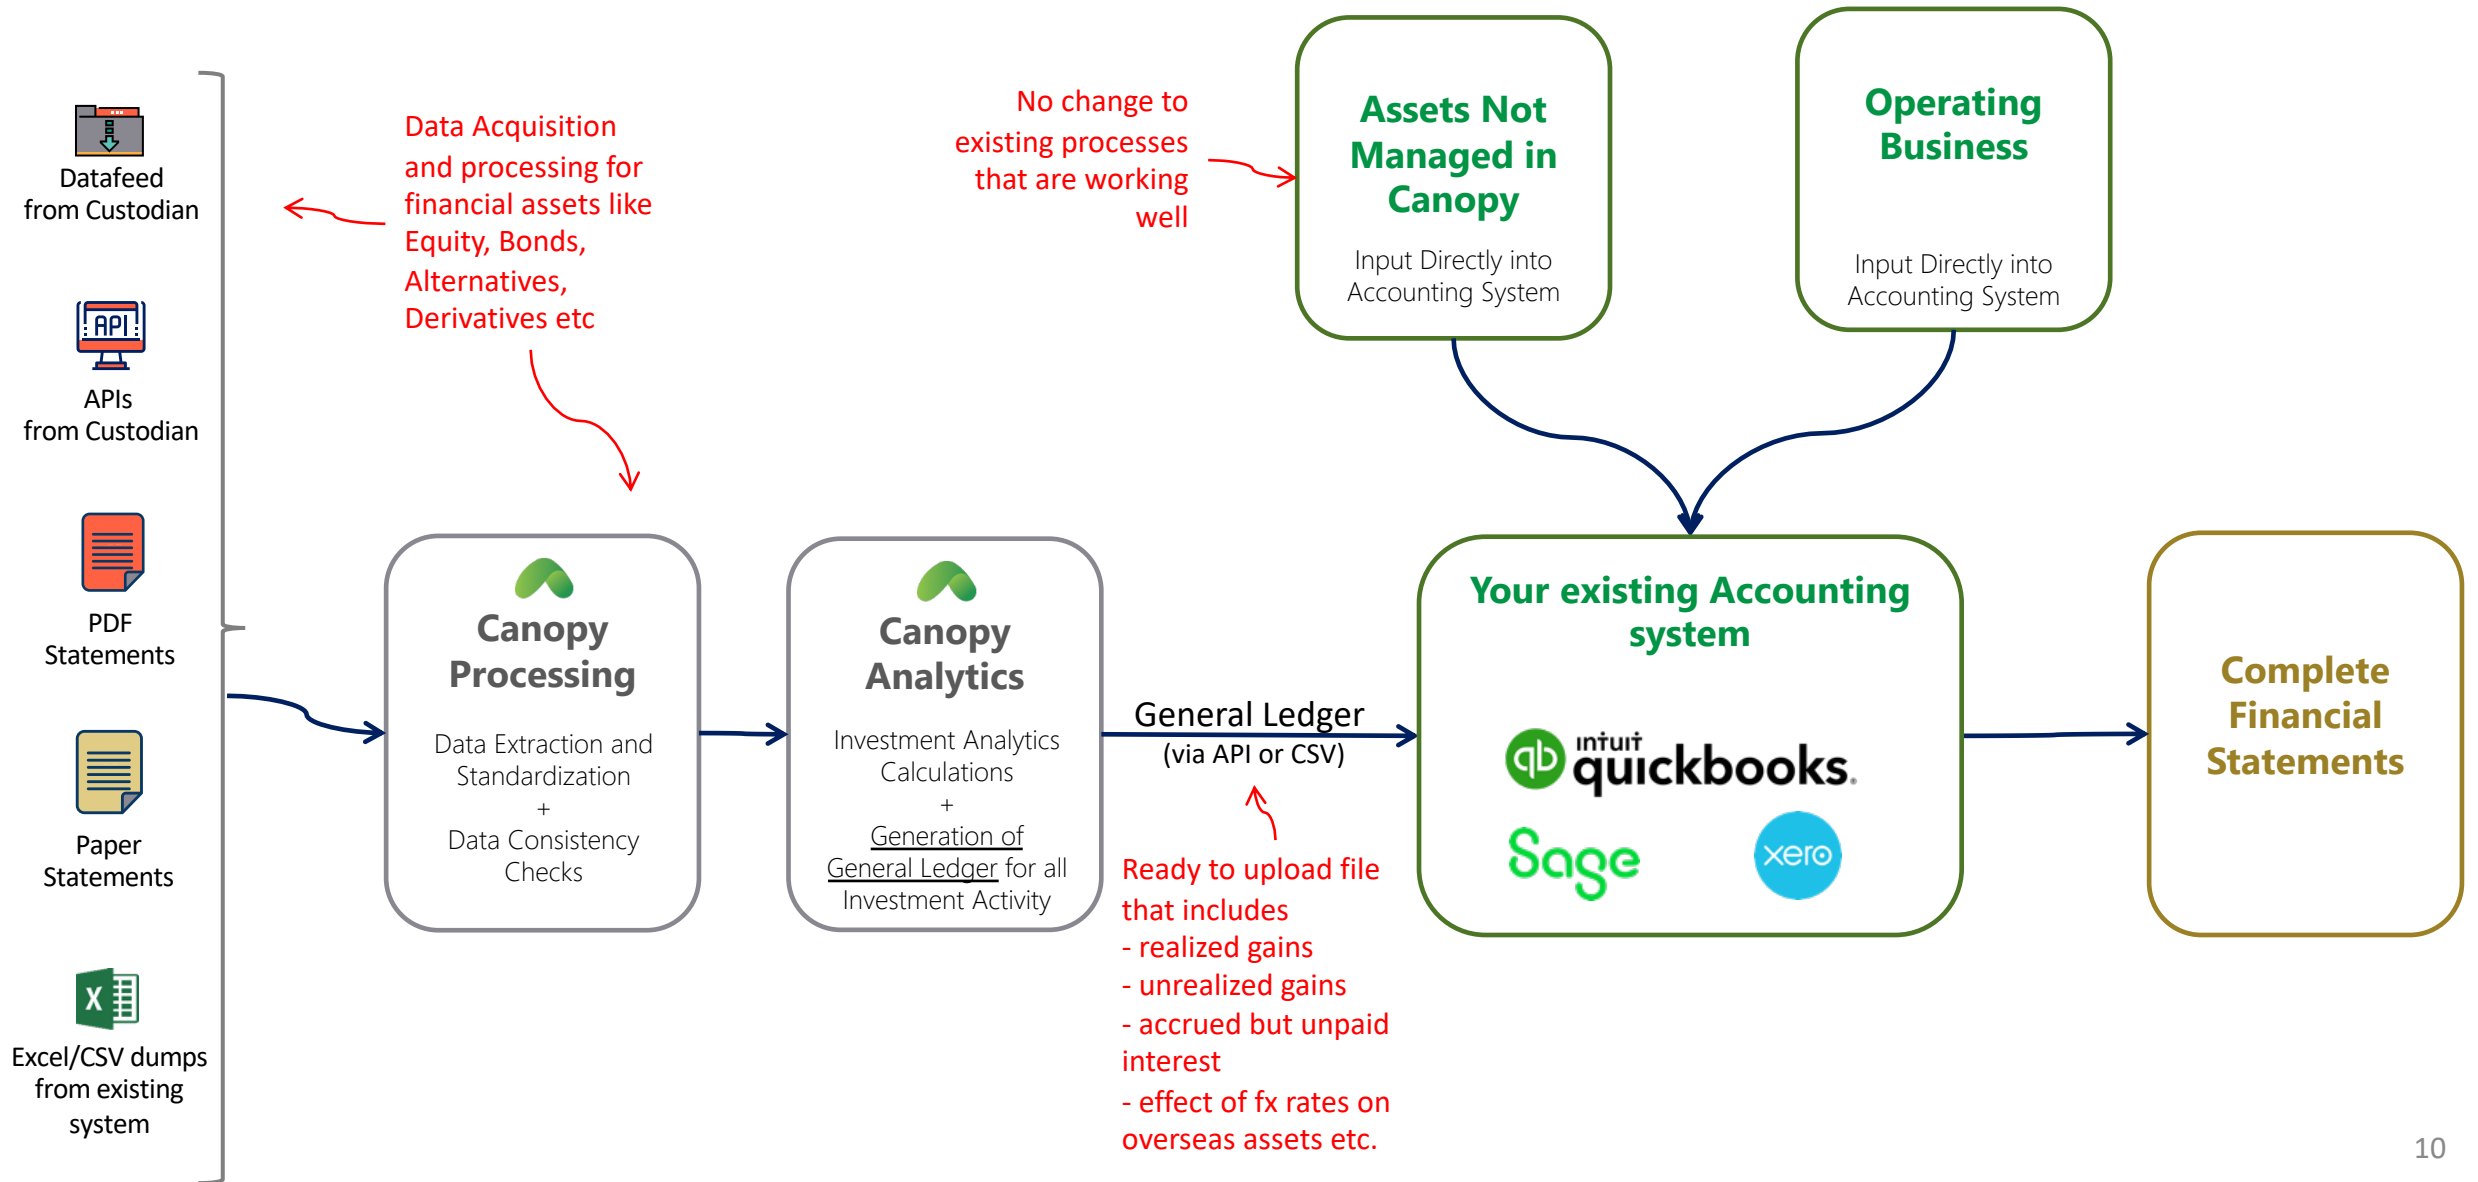 Datafeed
from Custodian
API
APIs
from Custodian
PDF
Statements
Paper
Statements
X
Excel/CSV dumps
from existing
system
Data Acquisition
and processing for
financial assets like
Equity, Bonds,
Alternatives,
Derivatives etc
Canopy
Processing
Data Extraction and
Standardization
+
Data Consistency
Checks
Canopy
Analytics
Investment Analytics
Calculations
+
Generation of
General Ledger for all
Investment Activity
General Ledger
(via API or CSV)
Ready to upload file
that includes
- realized gains
- unrealized gains
- accrued but unpaid
interest
- effect of fx rates on
overseas assets etc.
No change to
existing processes
that are working
well
Assets Not
Managed in
Canopy
Input Directly into
Accounting System
Operating
Business
Input Directly into
Accounting System
Your existing Accounting
system
qb
intuit
quickbooks.
Sage
xero
Complete
Financial
Statements
10